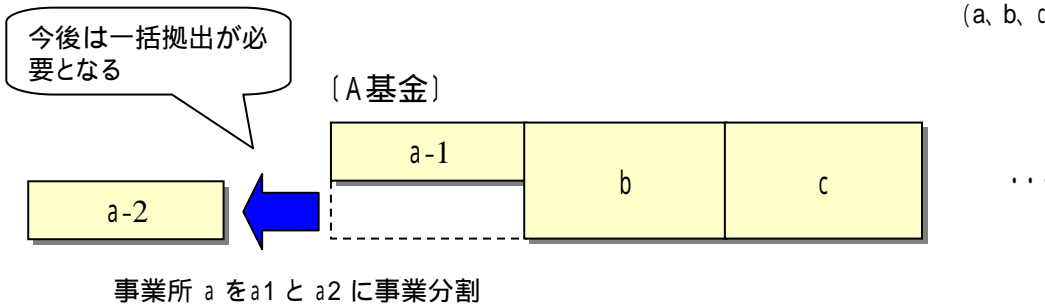 (a、b、c
今後は一括拠出が必
要となる
〔A基金〕
a-1
b
c
a-2
・・・
事業所 a をa1 と a2 に事業分割